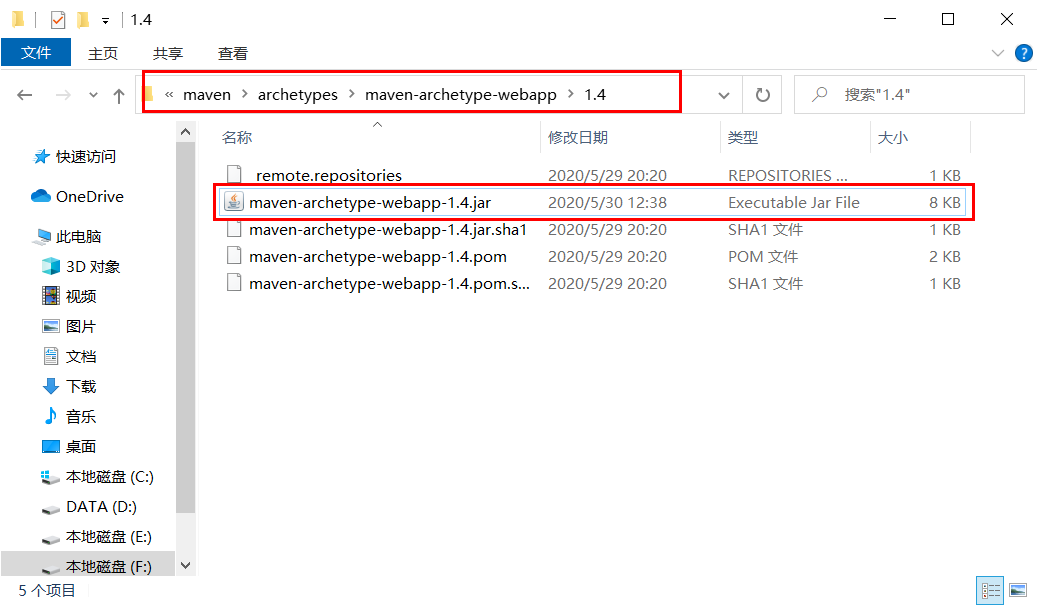 1.4
文件 主页 共享 查看
« maven > archetypes > maven-archetype-webapp > 1.4 搜索"1.4"
名称 修改日期 类型 大小
_remote.repositories 2020/5/29 20:20 REPOSITORIES ... 1 KB
maven-archetype-webapp-1.4.jar 2020/5/30 12:38 Executable Jar File 8 KB
maven-archetype-webapp-1.4.jar.sha1 2020/5/29 20:20 SHA1 文件 1 KB
maven-archetype-webapp-1.4.pom 2020/5/29 20:20 POM 文件 2 KB
maven-archetype-webapp-1.4.pom.s... 2020/5/29 20:20 SHA1 文件 1 KB
快速访问
OneDrive
此电脑
3D 对象
视频
图片
文档
下载
音乐
桌面
本地磁盘 (C:)
DATA (D:)
本地磁盘 (E:)
本地磁盘 (F:)
5 个项目